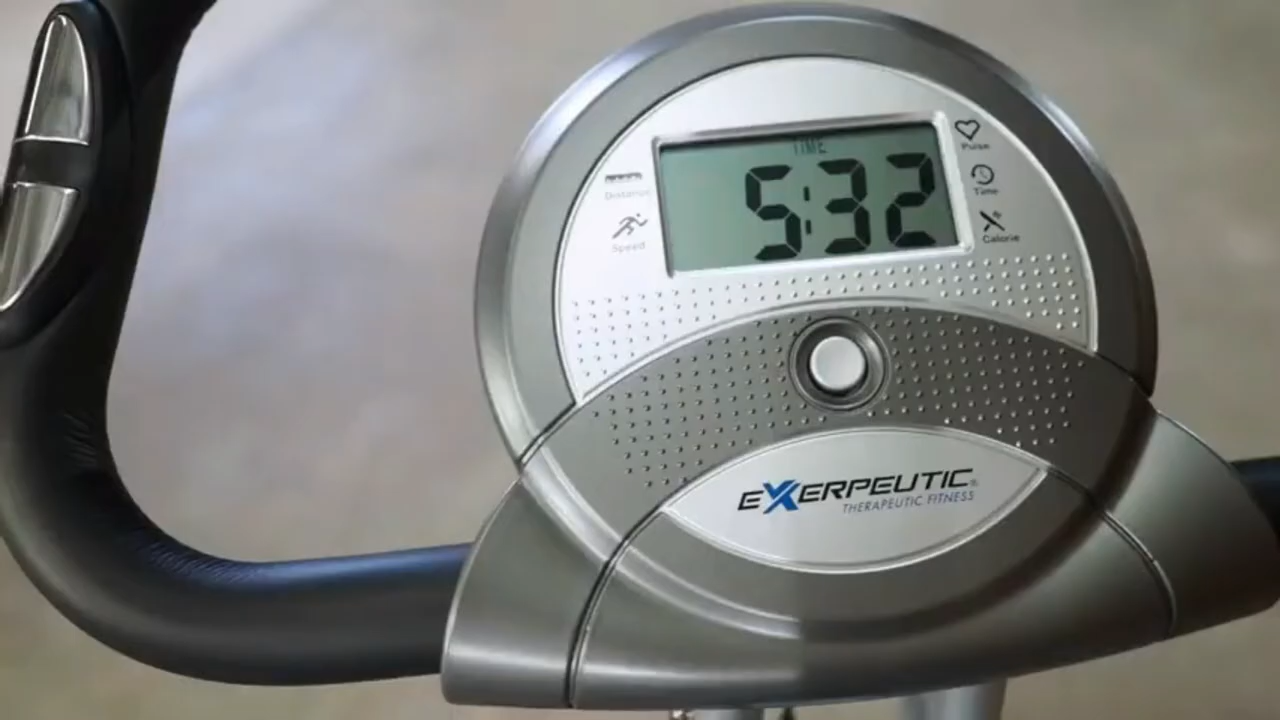 TIME
5:32
Distance
Speed
Pulse
Time
Calorie
EXERPEUTIC®
THERAPEUTIC FITNESS